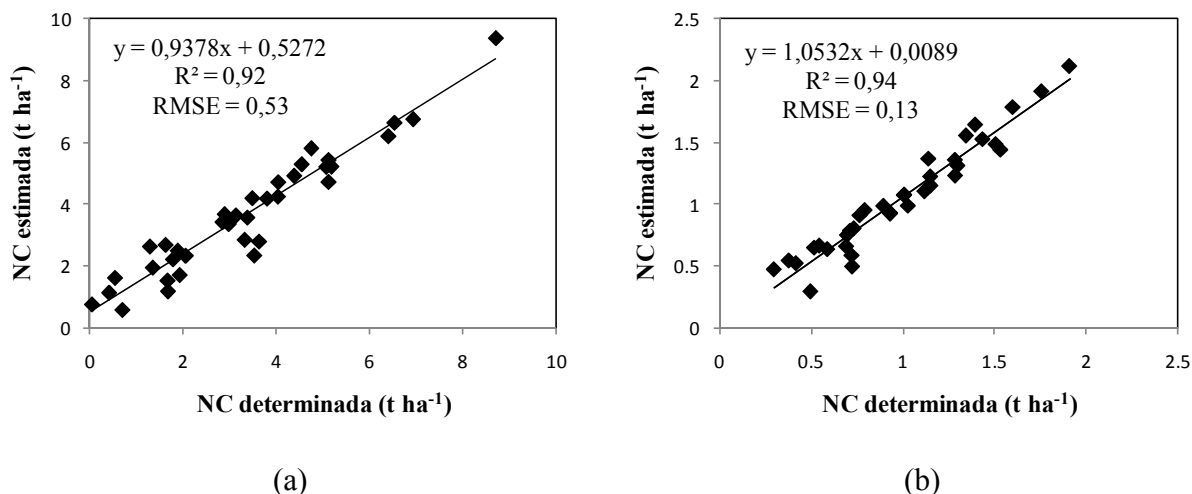 10
8
6
4
2
0
0 2 4 6 8 10
NC estimada (t ha⁻¹)
NC determinada (t ha⁻¹)
y = 0,9378x + 0,5272
R² = 0,92
RMSE = 0,53
(a)
2.5
2
1.5
1
0.5
0
0 0.5 1 1.5 2 2.5
NC estimada (t ha⁻¹)
NC determinada (t ha⁻¹)
y = 1,0532x + 0,0089
R² = 0,94
RMSE = 0,13
(b)